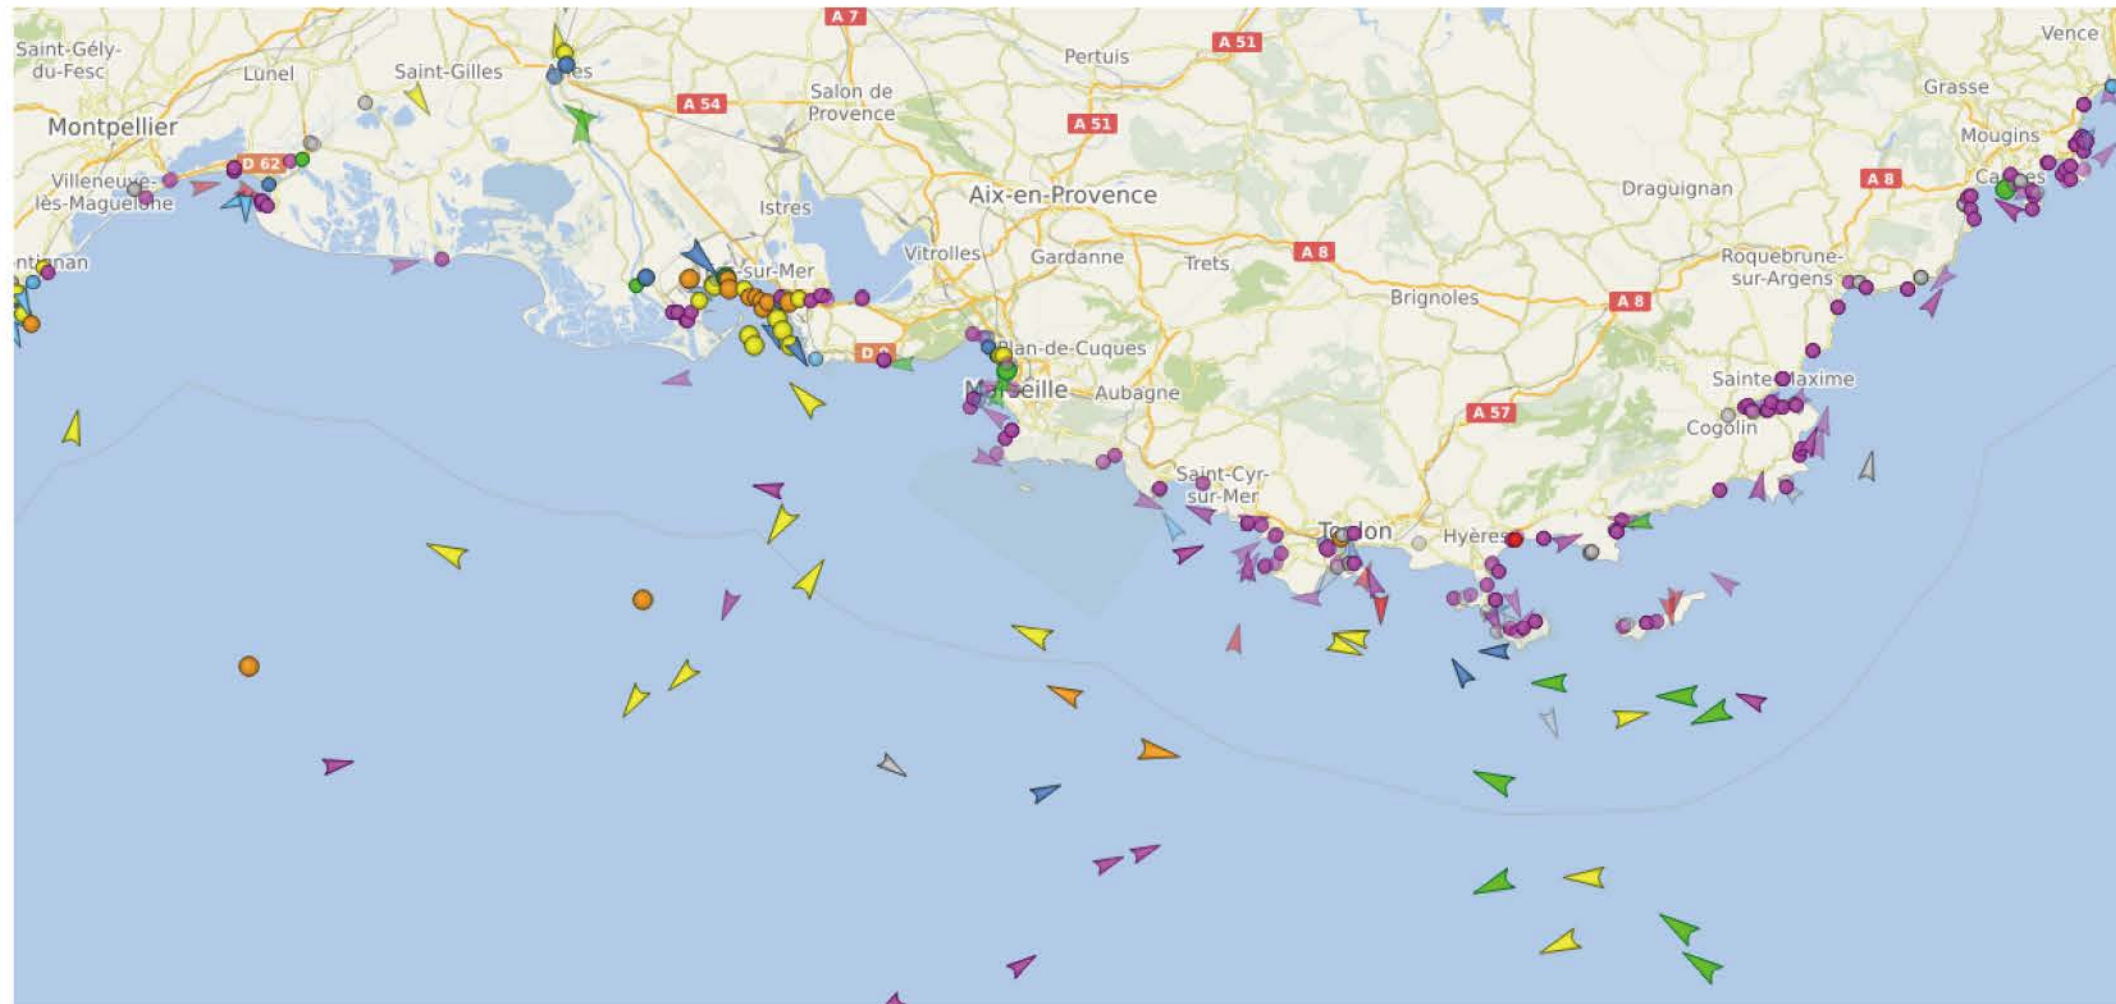 A 7
Vence
Saint-Gély-
du-Fesc
Lunel
Saint-Gilles
Pertuis
A 51
Grasse
Salon de
Provence
A 54
A 51
Montpellier
Mougins
D 62
Villeneuve-
lès-Maguelone
Aix-en-Provence
Draguignan
A 8
Istres
Vitrolles
Gardanne
Trets
A 8
Roquebrune-
sur-Argens
-sur-Mer
Brignoles
A 8
Plan-de-Cuques
Marseille
Aubagne
Sainte-Maxime
A 57
Cogolin
Saint-Cyr-
sur-Mer
Toulon
Hyères